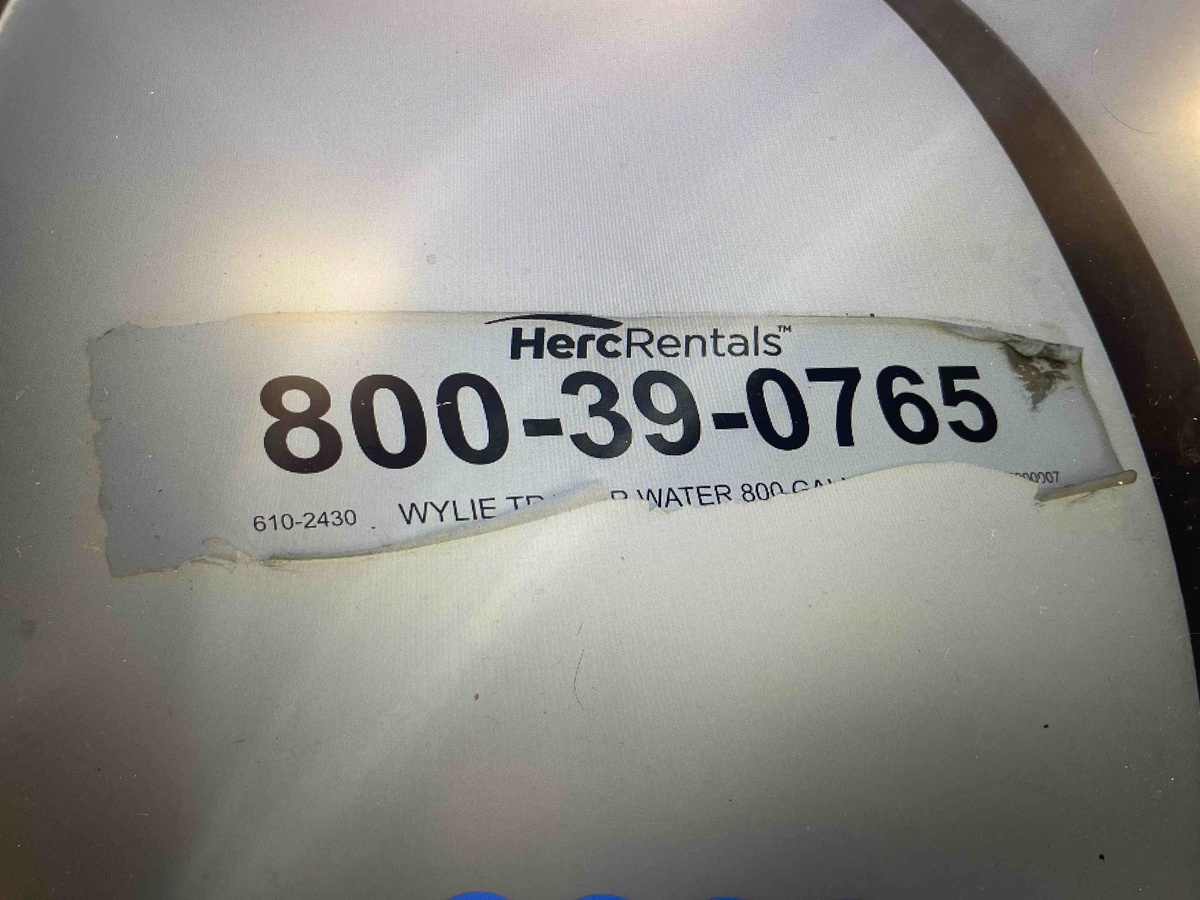 HercRentals™
800-39-0765
610-2430 WYLIE WATER 800